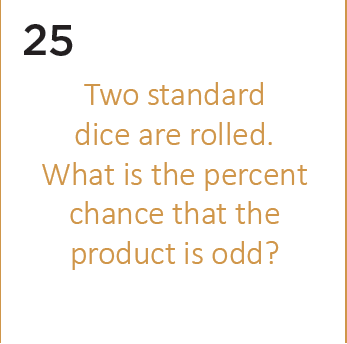 25
Two standard
dice are rolled.
What is the percent
chance that the
product is odd?